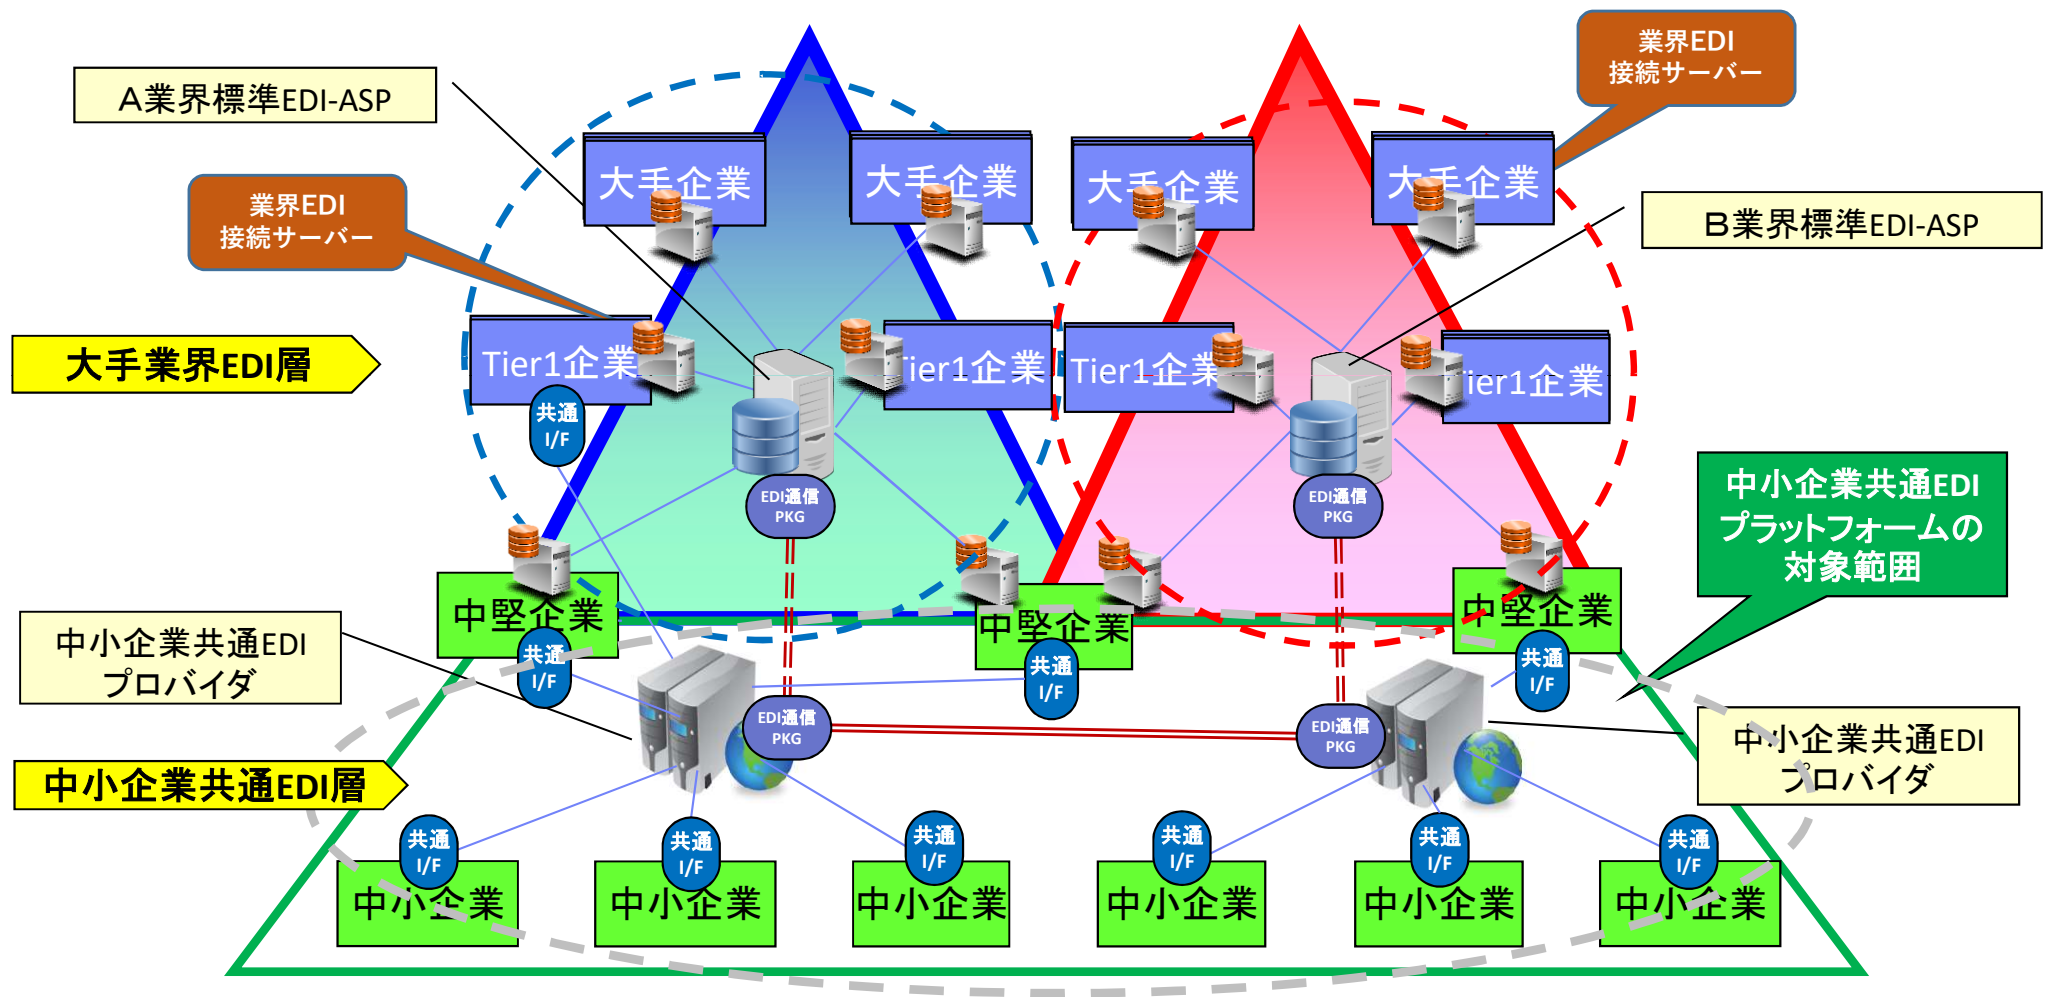 業界EDI
接続サーバー
A業界標準EDI-ASP
大手企業
大手企業
大手企業
大手企業
業界EDI
接続サーバー
B業界標準EDI-ASP
大手業界EDI層
Tier1企業
Tier1企業
Tier1企業
Tier1企業
共通
I/F
EDI通信
PKG
EDI通信
PKG
中小企業共通EDI
プラットフォームの
対象範囲
中堅企業
中堅企業
中堅企業
共通
I/F
共通
I/F
共通
I/F
中小企業共通EDI
プロバイダ
EDI通信
PKG
EDI通信
PKG
中小企業共通EDI
プロバイダ
中小企業共通EDI層
共通
I/F
共通
I/F
共通
I/F
共通
I/F
共通
I/F
共通
I/F
中小企業
中小企業
中小企業
中小企業
中小企業
中小企業